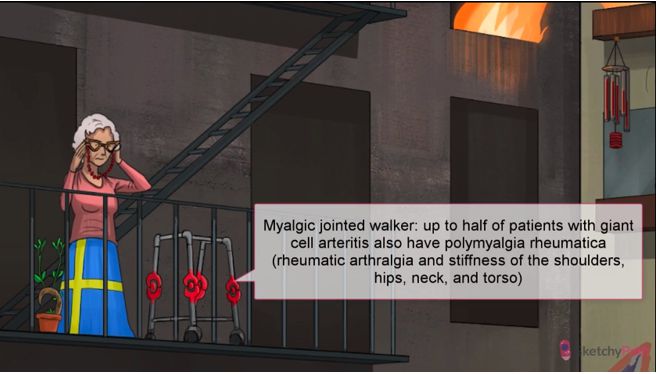 Myalgic jointed walker: up to half of patients with giant
cell arteritis also have polymyalgia rheumatica
(rheumatic arthralgia and stiffness of the shoulders,
hips, neck, and torso)